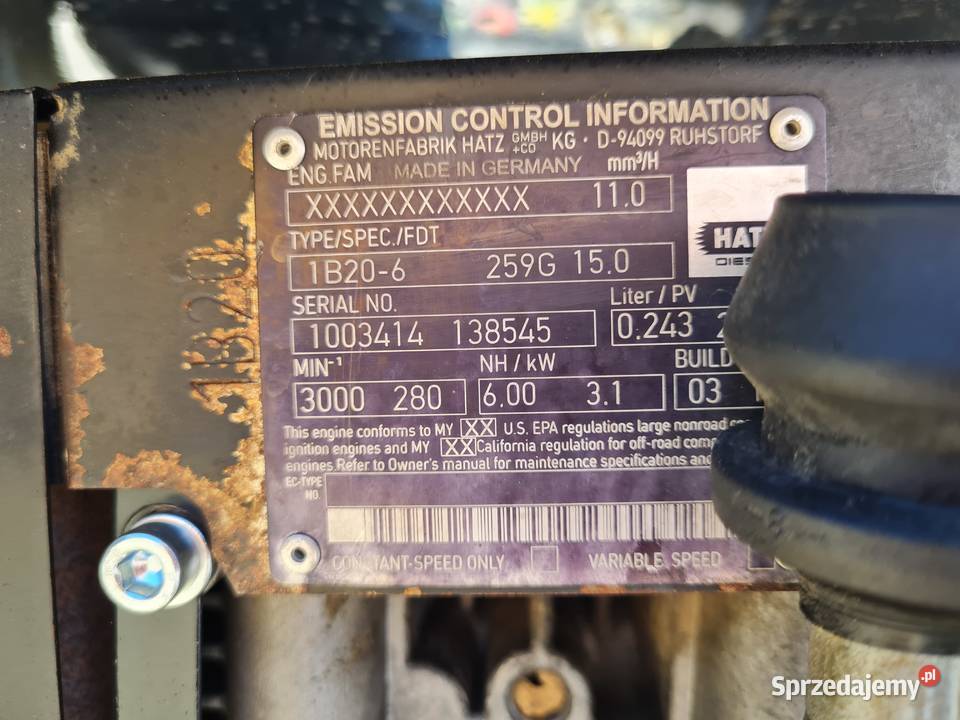 EMISSION CONTROL INFORMATION
MOTORENFABRIK HATZ GMBH +CO KG · D-94099 RUHSTORF
ENG.FAM MADE IN GERMANY mm³/H
XXXXXXXXXXXX 11.0
TYPE/SPEC./FDT
1B20-6 259G 15.0
SERIAL NO. Liter / PV
1003414 138545 0.243
MIN⁻¹ NH / kW BUILD
3000 280 6.00 3.1 03
This engine conforms to MY XX U.S. EPA regulations large nonroad
ignition engines and MY XX California regulation for off-road
engines Refer to Owner's manual for maintenance specifications and
EC-TYPE
NO.
CONSTANT-SPEED ONLY VARIABLE SPEED
1B20
Sprzedajemy.pl